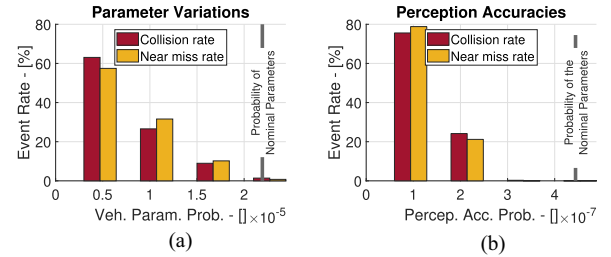 Parameter Variations
Event Rate - [%]
80
60
40
20
0
Collision rate
Near miss rate
Probability of
Nominal Parameters
0 0.5 1 1.5 2
Veh. Param. Prob. - [] ×10⁻⁵
(a)
Perception Accuracies
Event Rate - [%]
80
60
40
20
0
Collision rate
Near miss rate
Probability of the
Nominal Parameters
0 1 2 3 4
Percep. Acc. Prob. - [] ×10⁻⁷
(b)